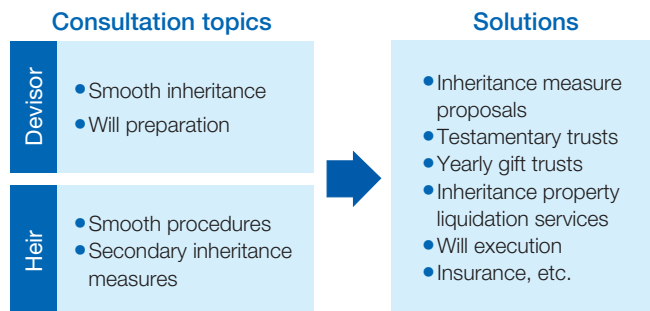 Consultation topics
Devisor
●Smooth inheritance
●Will preparation
Heir
●Smooth procedures
●Secondary inheritance
measures
Solutions
●Inheritance measure
proposals
●Testamentary trusts
●Yearly gift trusts
●Inheritance property
liquidation services
●Will execution
●Insurance, etc.